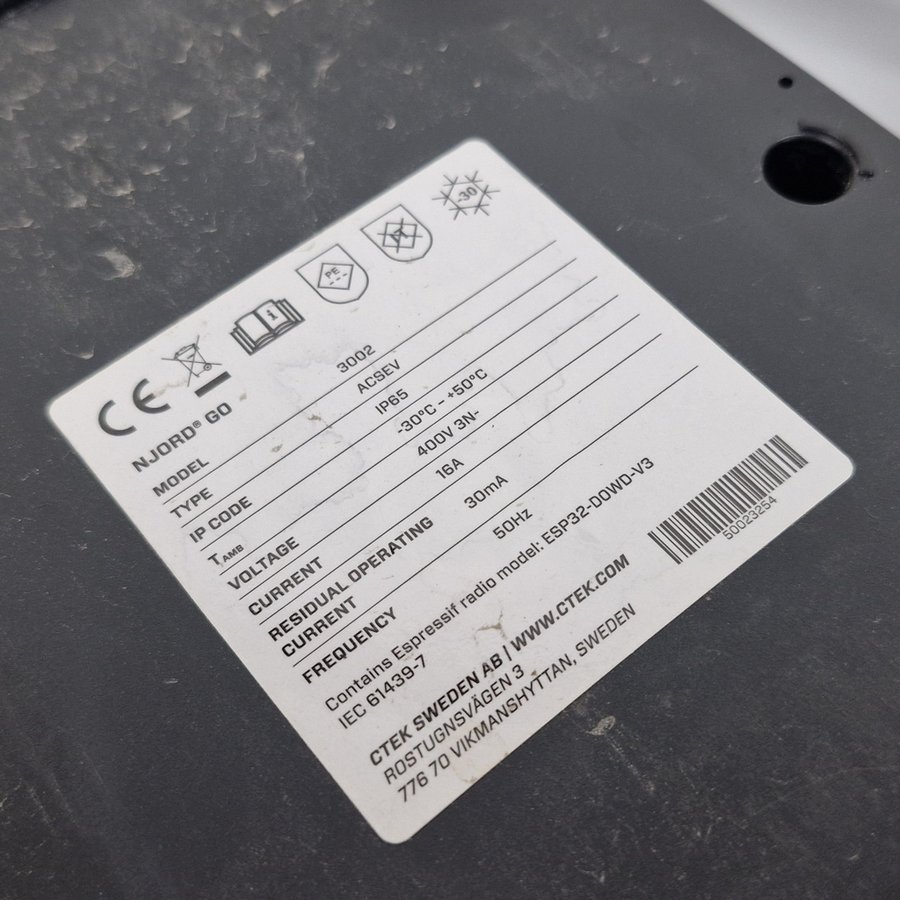 -30
PE
AT
i
CE
NJORD® GO
MODEL 3002
TYPE ACSEV
IP CODE IP65
TAMB -30°C – +50°C
VOLTAGE 400V 3N~
CURRENT 16A
RESIDUAL OPERATING
CURRENT 30mA
FREQUENCY 50Hz
Contains Espressif radio model: ESP32-D0WD-V3
IEC 61439-7
50023254
CTEK SWEDEN AB | WWW.CTEK.COM
ROSTUGNSVÄGEN 3
776 70 VIKMANSHYTTAN, SWEDEN